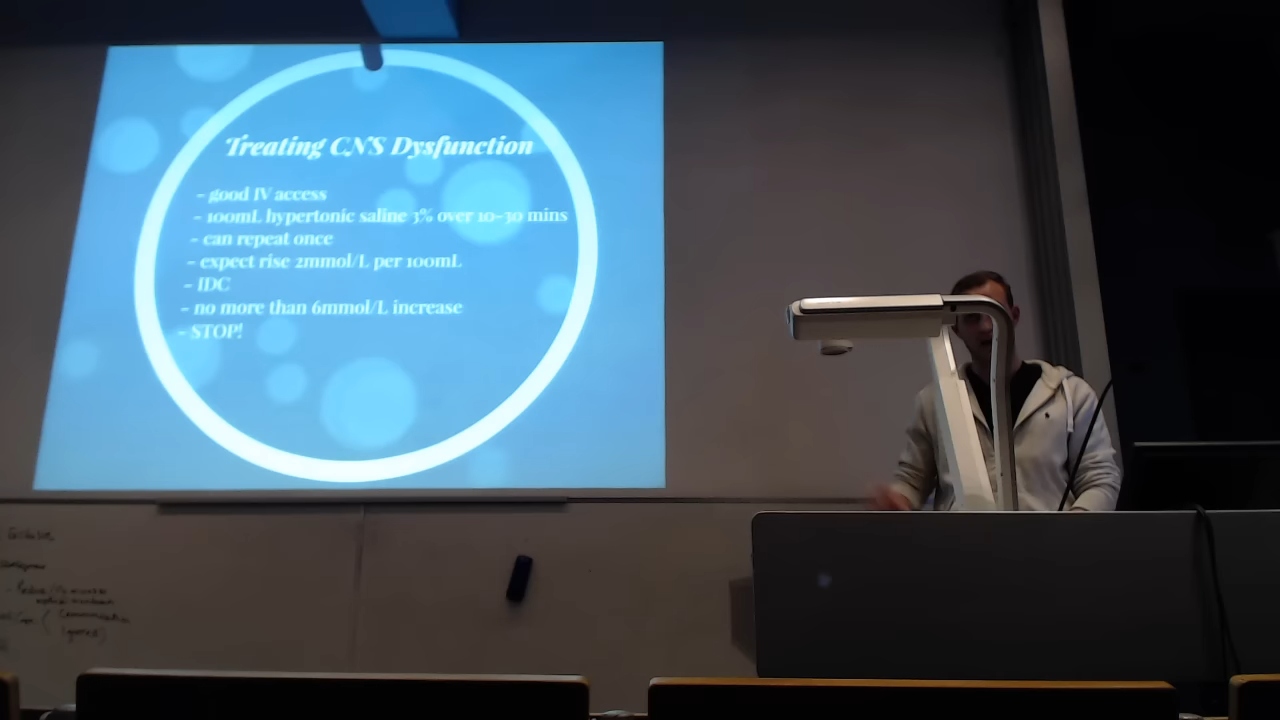 Treating CNS Dysfunction
- good IV access
- 100mL hypertonic saline 3% over 10-30 mins
- can repeat once
- expect rise 2mmol/L per 100mL
- IDC
- no more than 6mmol/L increase
- STOP!